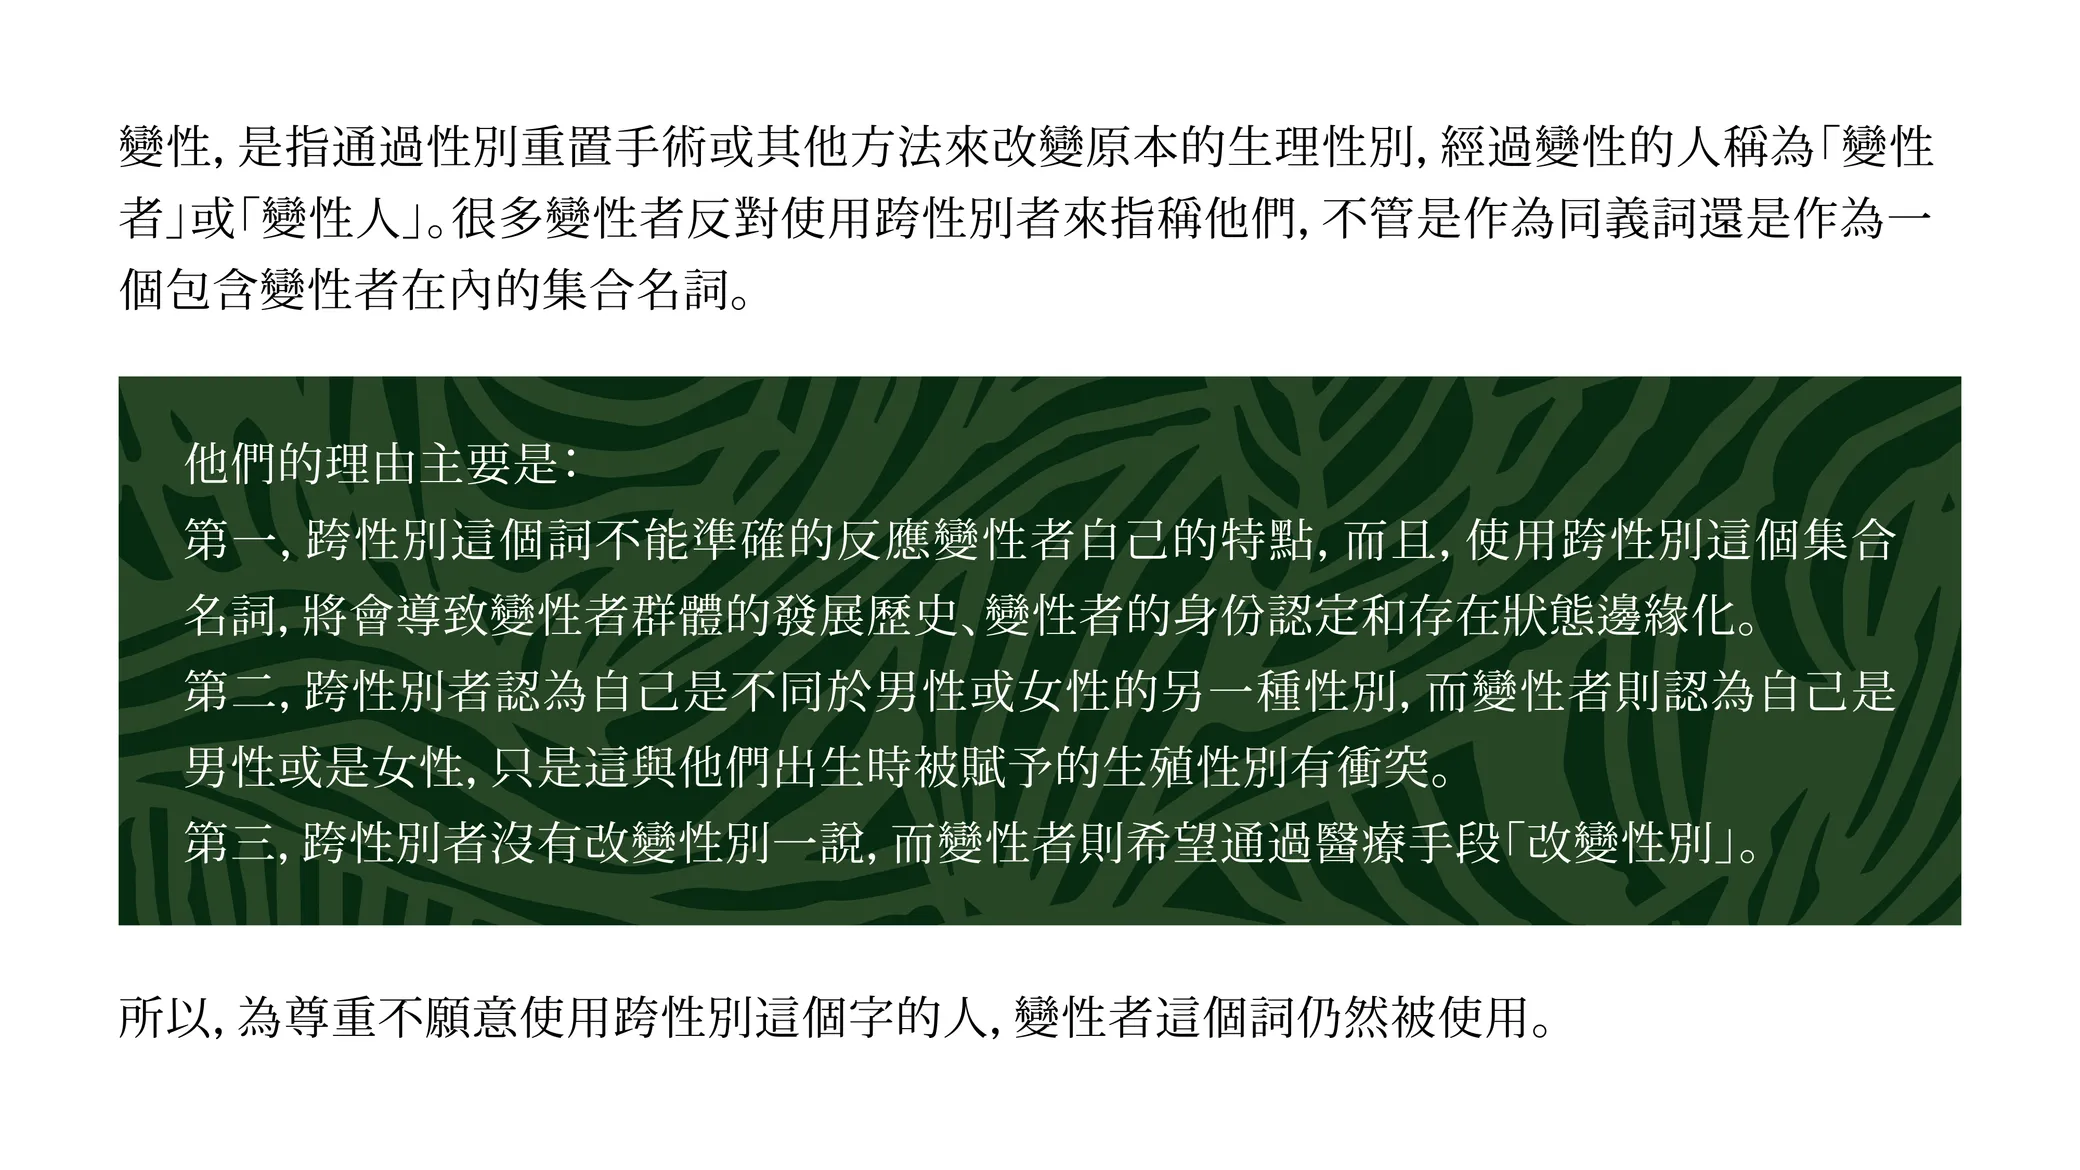 變性，是指通過性別重置手術或其他方法來改變原本的生理性別，經過變性的人稱為「變性
者」或「變性人」。很多變性者反對使用跨性別者來指稱他們，不管是作為同義詞還是作為一
個包含變性者在內的集合名詞。
他們的理由主要是：
第一，跨性別這個詞不能準確的反應變性者自己的特點，而且，使用跨性別這個集合
名詞，將會導致變性者群體的發展歷史、變性者的身份認定和存在狀態邊緣化。
第二，跨性別者認為自己是不同於男性或女性的另一種性別，而變性者則認為自己是
男性或是女性，只是這與他們出生時被賦予的生殖性別有衝突。
第三，跨性別者沒有改變性別一說，而變性者則希望通過醫療手段「改變性別」。
所以，為尊重不願意使用跨性別這個字的人，變性者這個詞仍然被使用。